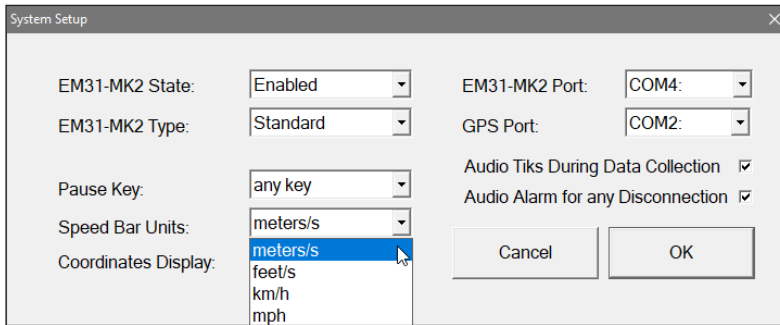 System Setup
EM31-MK2 State: Enabled
EM31-MK2 Port: COM4:
EM31-MK2 Type: Standard
GPS Port: COM2:
Audio Tiks During Data Collection
Pause Key: any key
Audio Alarm for any Disconnection
Speed Bar Units: meters/s
Coordinates Display:
meters/s
feet/s
km/h
mph
Cancel
OK